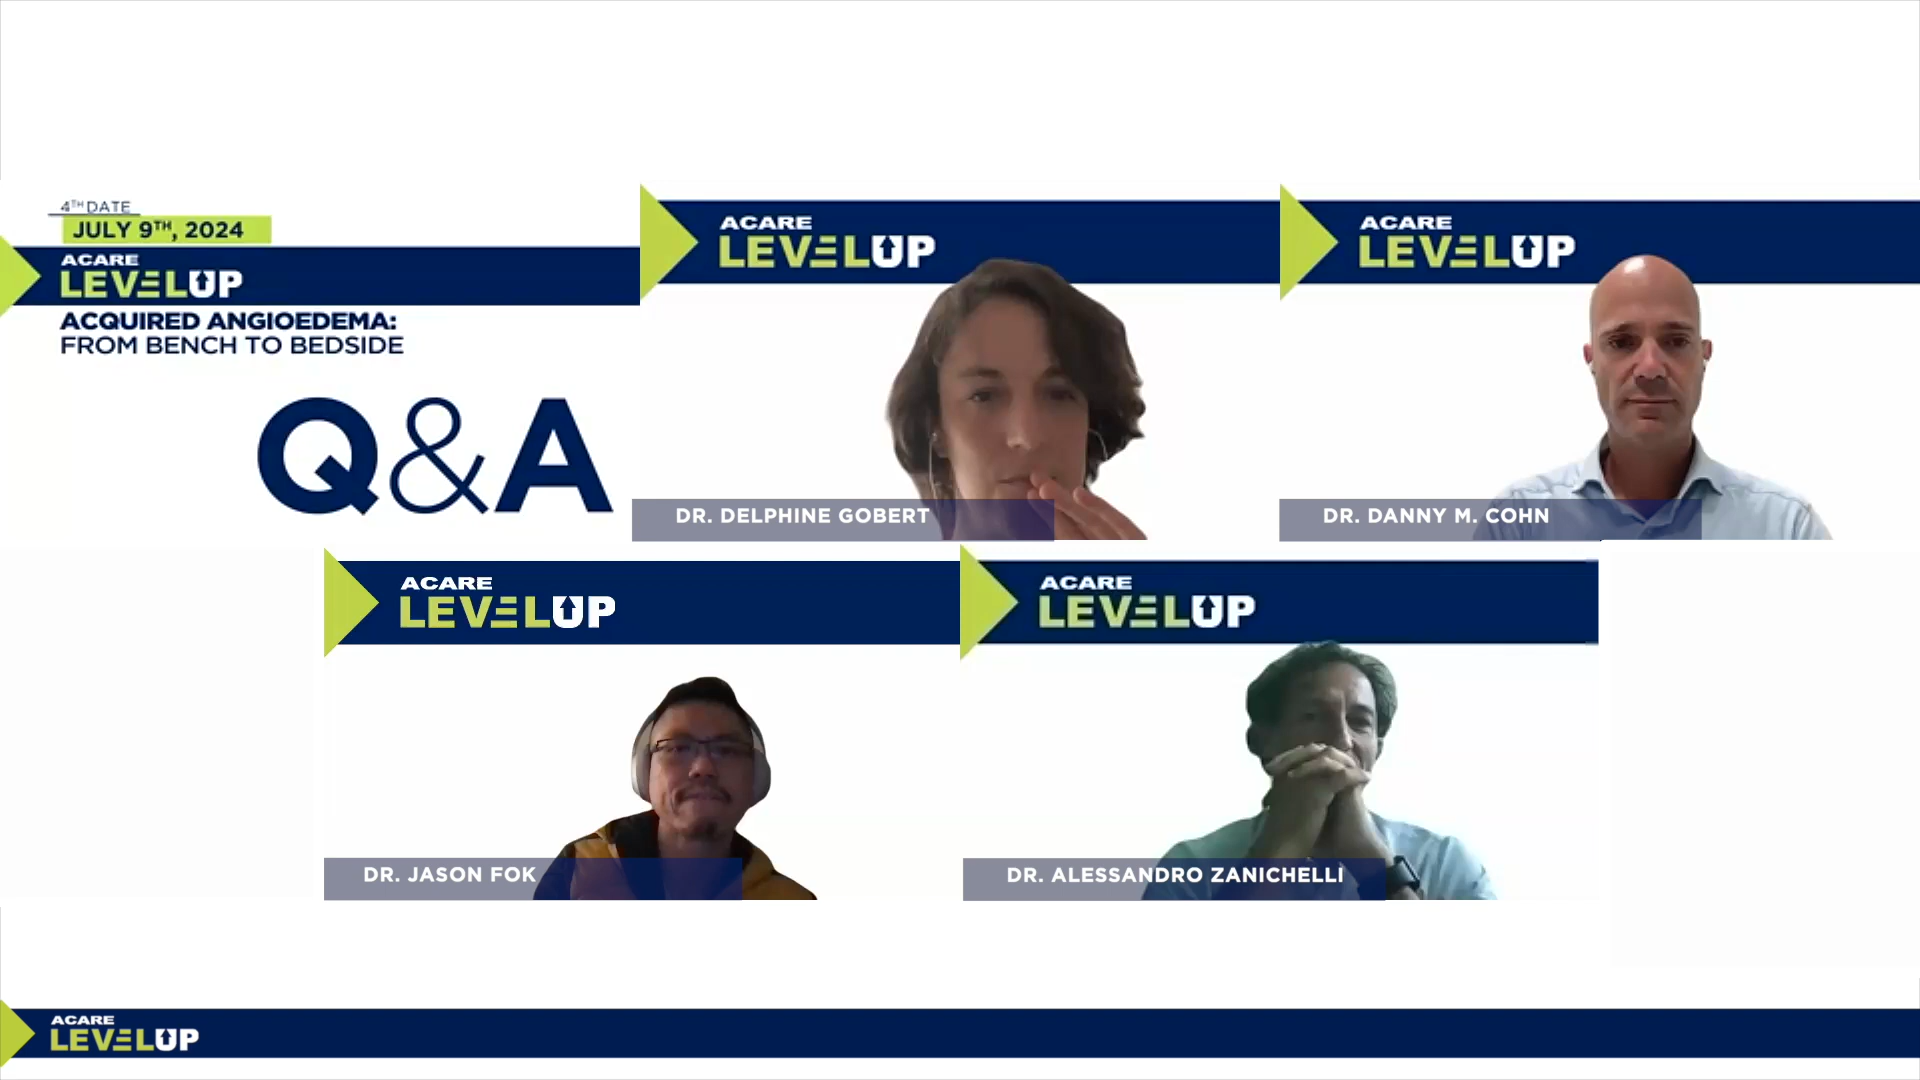 4TH DATE
JULY 9TH, 2024
ACARE
LEVELUP
ACQUIRED ANGIOEDEMA:
FROM BENCH TO BEDSIDE
Q&A
ACARE
LEVELUP
DR. DELPHINE GOBERT
ACARE
LEVELUP
DR. DANNY M. COHN
ACARE
LEVELUP
DR. JASON FOK
ACARE
LEVELUP
DR. ALESSANDRO ZANICHELLI
ACARE
LEVELUP